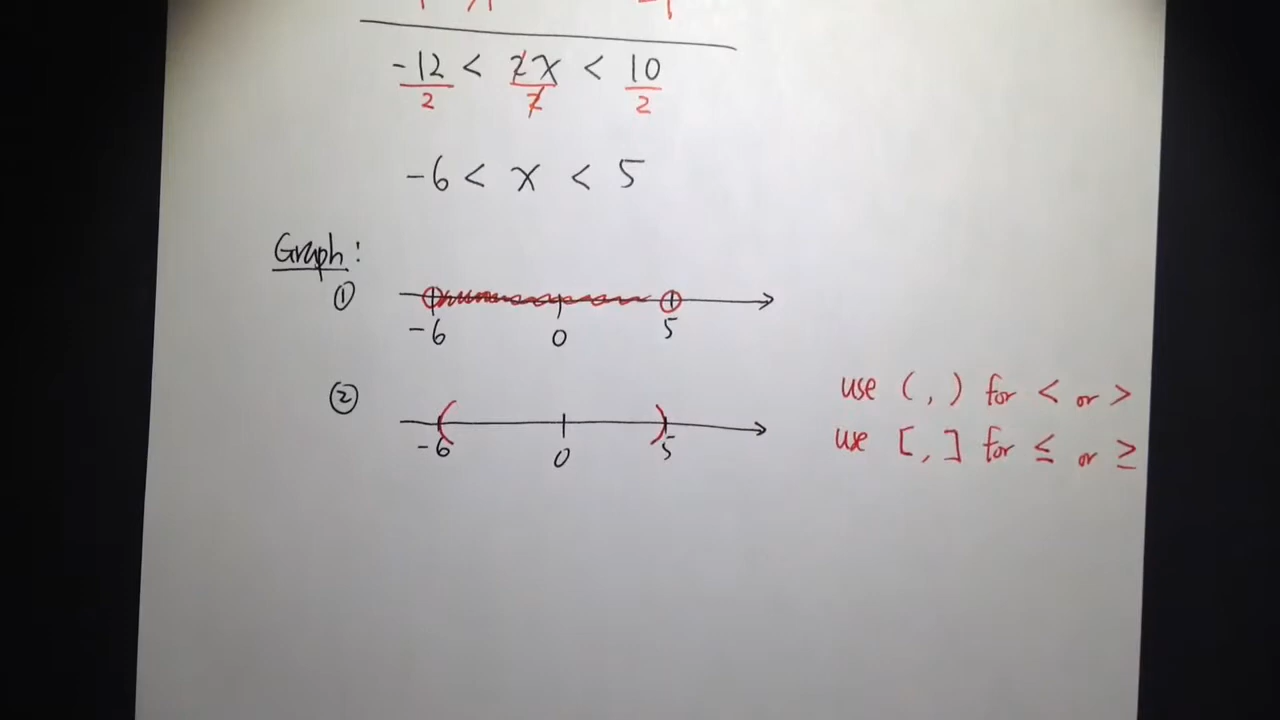 -12 < 2x < 10
2 2 2
-6 < x < 5
Graph:
①
-6 0 5
②
-6 0 5
use ( , ) for < or >
use [ , ] for ≤ or ≥